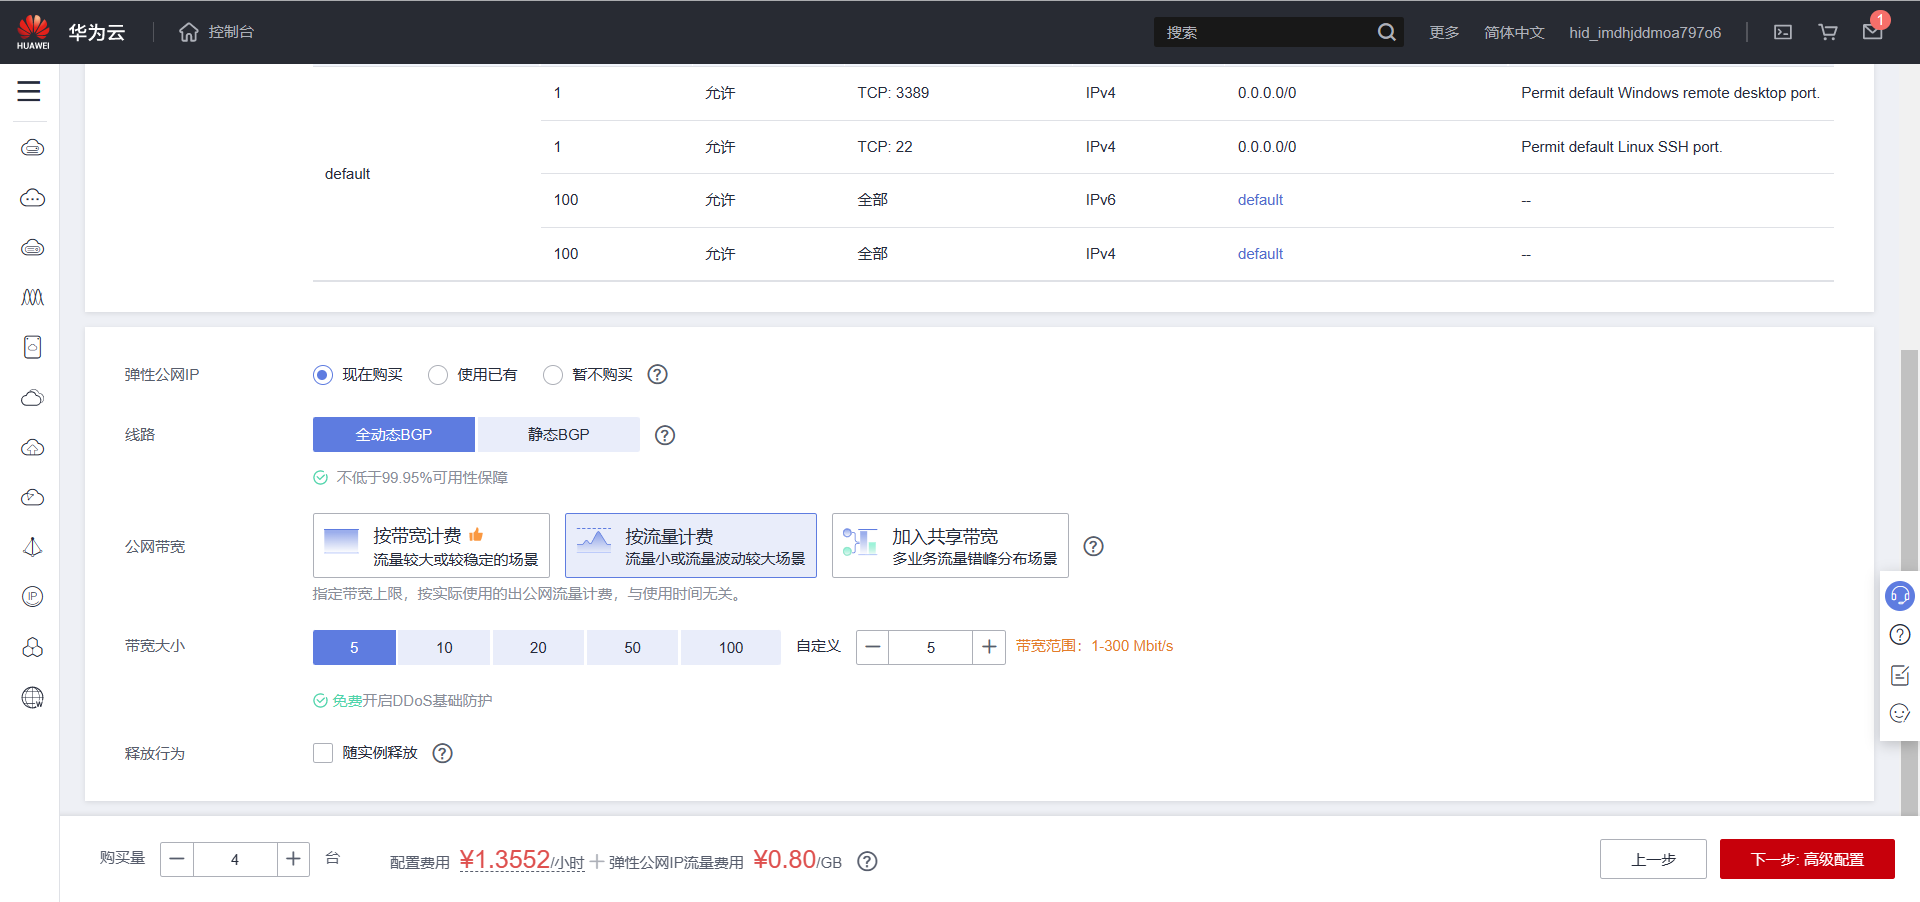 HUAWEI
华为云
控制台
搜索
更多
简体中文
hid_imdhjddmoa797o6
1
1 允许 TCP: 3389 IPv4 0.0.0.0/0 Permit default Windows remote desktop port.
1 允许 TCP: 22 IPv4 0.0.0.0/0 Permit default Linux SSH port.
default
100 允许 全部 IPv6 default --
100 允许 全部 IPv4 default --
弹性公网IP 现在购买 使用已有 暂不购买
线路 全动态BGP 静态BGP
不低于99.95%可用性保障
公网带宽
按带宽计费
流量较大或较稳定的场景
按流量计费
流量小或流量波动较大场景
加入共享带宽
多业务流量错峰分布场景
指定带宽上限，按实际使用的出公网流量计费，与使用时间无关。
带宽大小 5 10 20 50 100 自定义 5 带宽范围：1-300 Mbit/s
免费开启DDoS基础防护
释放行为 随实例释放
IP
W
购买量 4 台 配置费用 ¥1.3552/小时 弹性公网IP流量费用 ¥0.80/GB
上一步
下一步: 高级配置